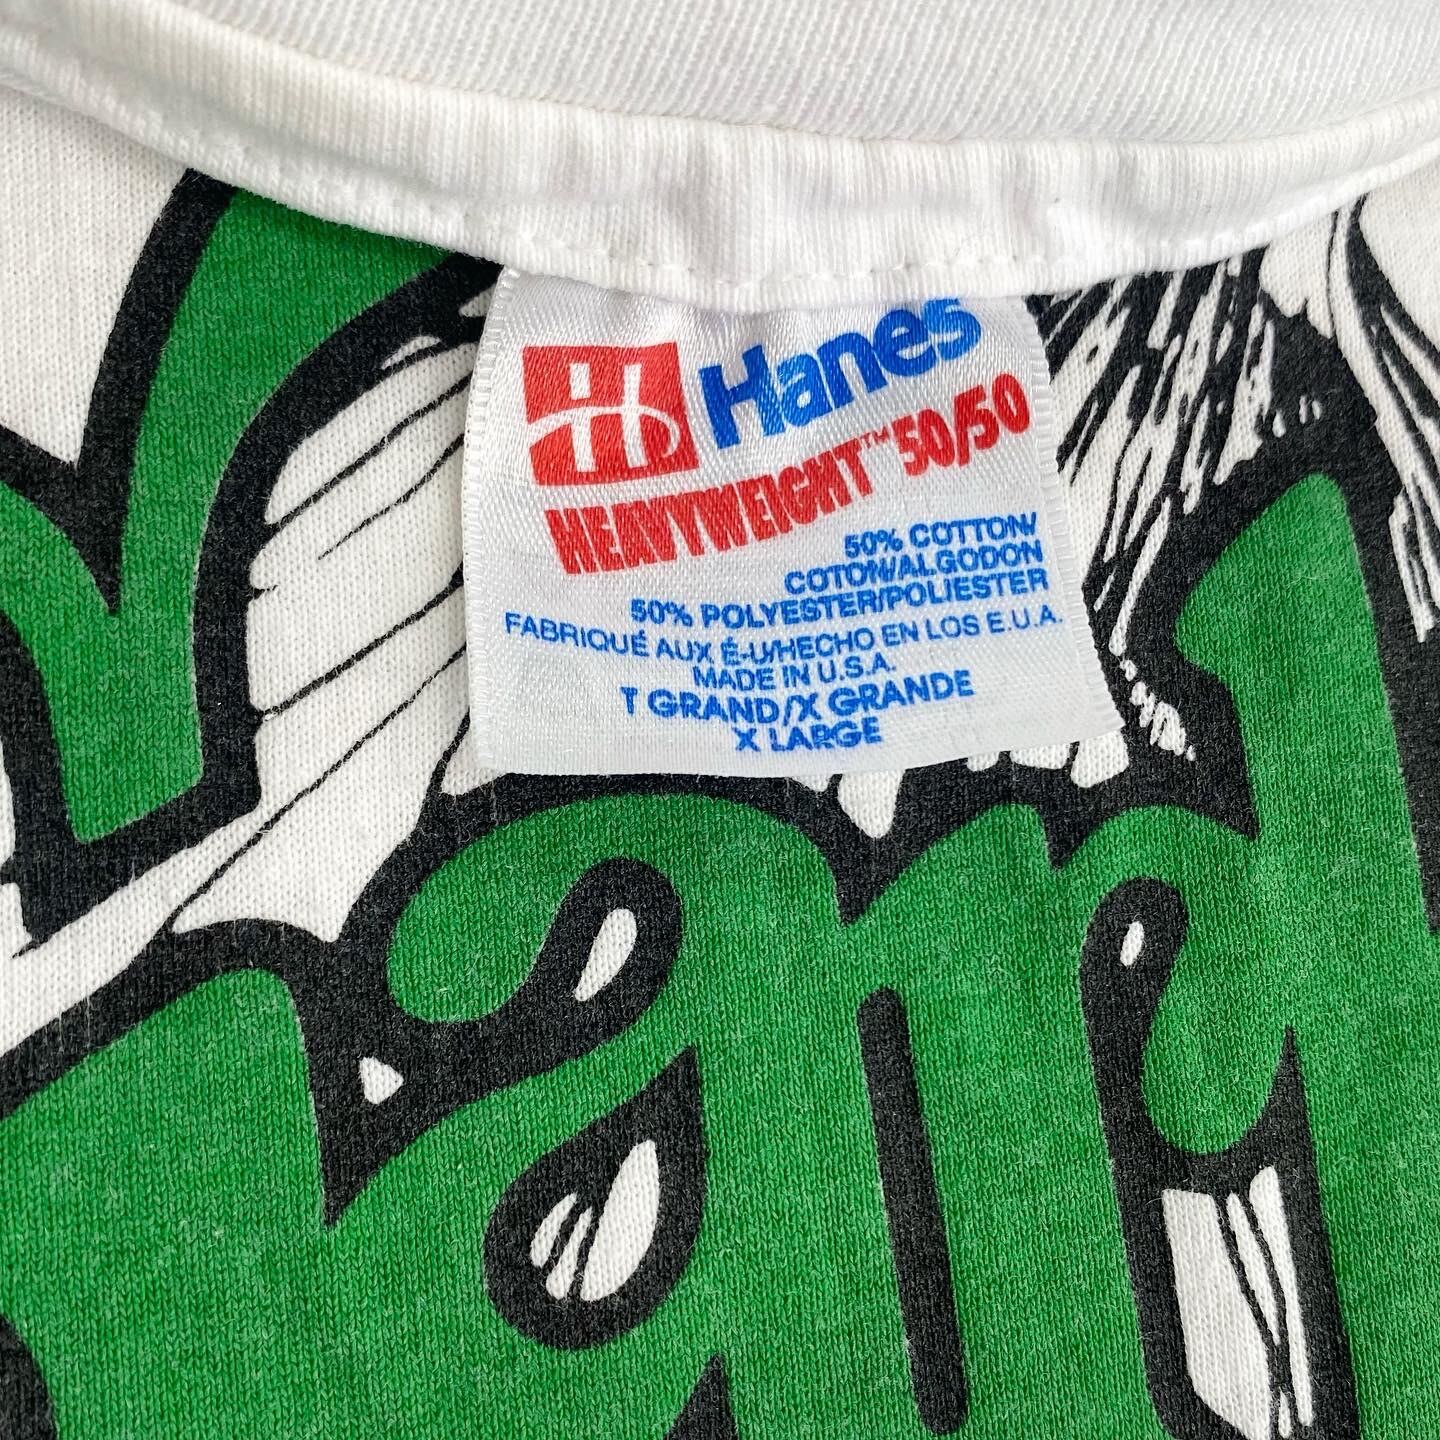 Hanes
HEAVYWEIGHT™ 50/50
50% COTTON/
COTON/ALGODON
50% POLYESTER/POLIESTER
FABRIQUÉ AUX É-U/HECHO EN LOS E.U.A.
MADE IN U.S.A.
T GRAND/X GRANDE
X LARGE